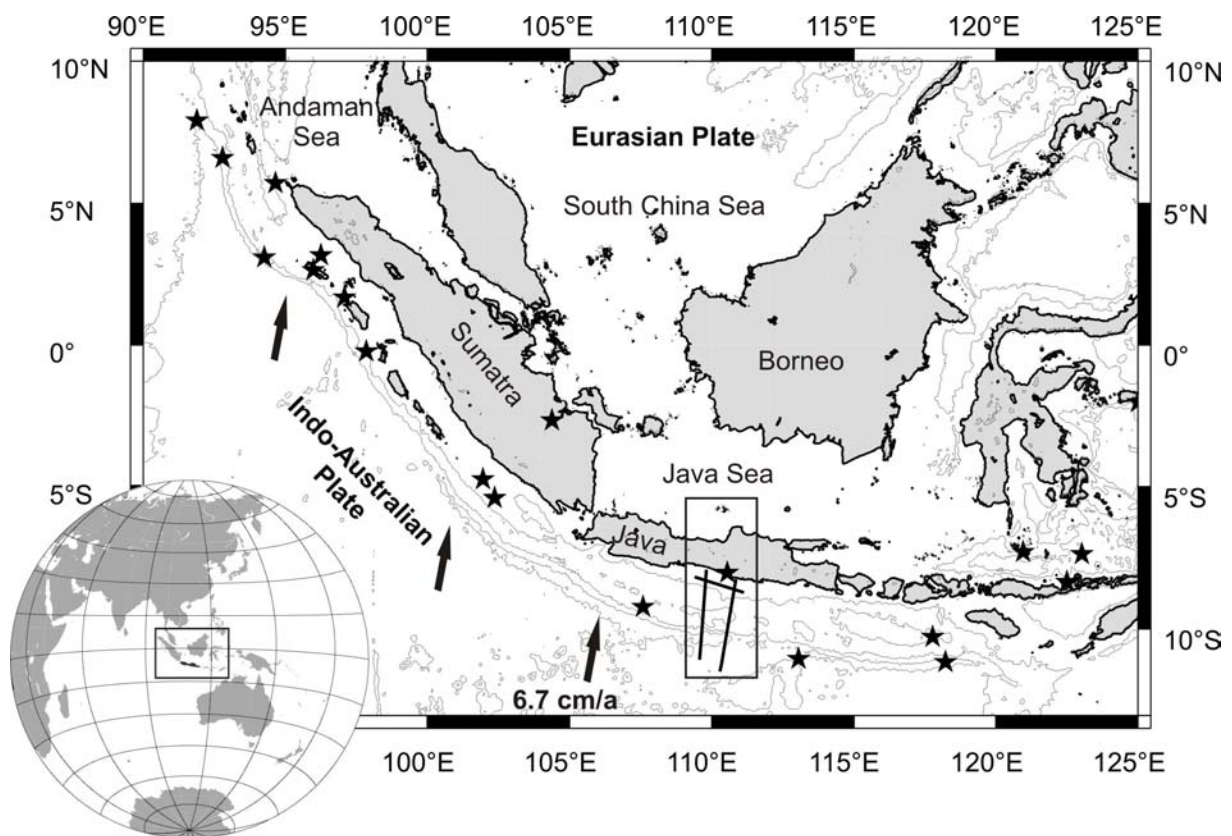 90°E 95°E 100°E 105°E 110°E 115°E 120°E 125°E
10°N 10°N
Andamah
Sea
Eurasian Plate
5°N 5°N
South China Sea
0° 0°
Sumatra
Borneo
Indo-Australian
Plate
5°S 5°S
Java Sea
Java
10°S
6.7 cm/a
100°E 105°E 110°E 115°E 120°E 125°E